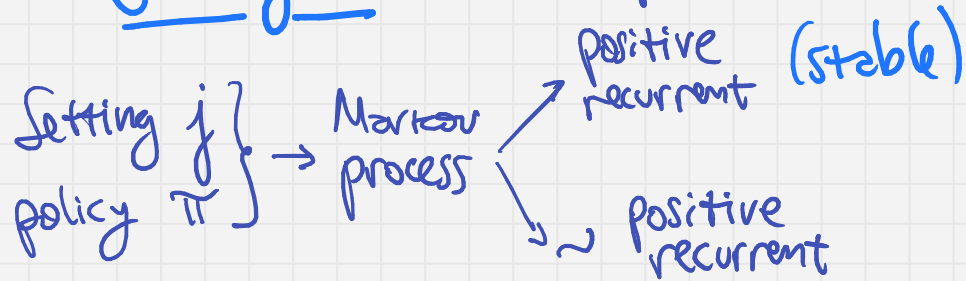 positive (stable)
recurrent
Setting j } → Markov process
policy π
~ positive
recurrent